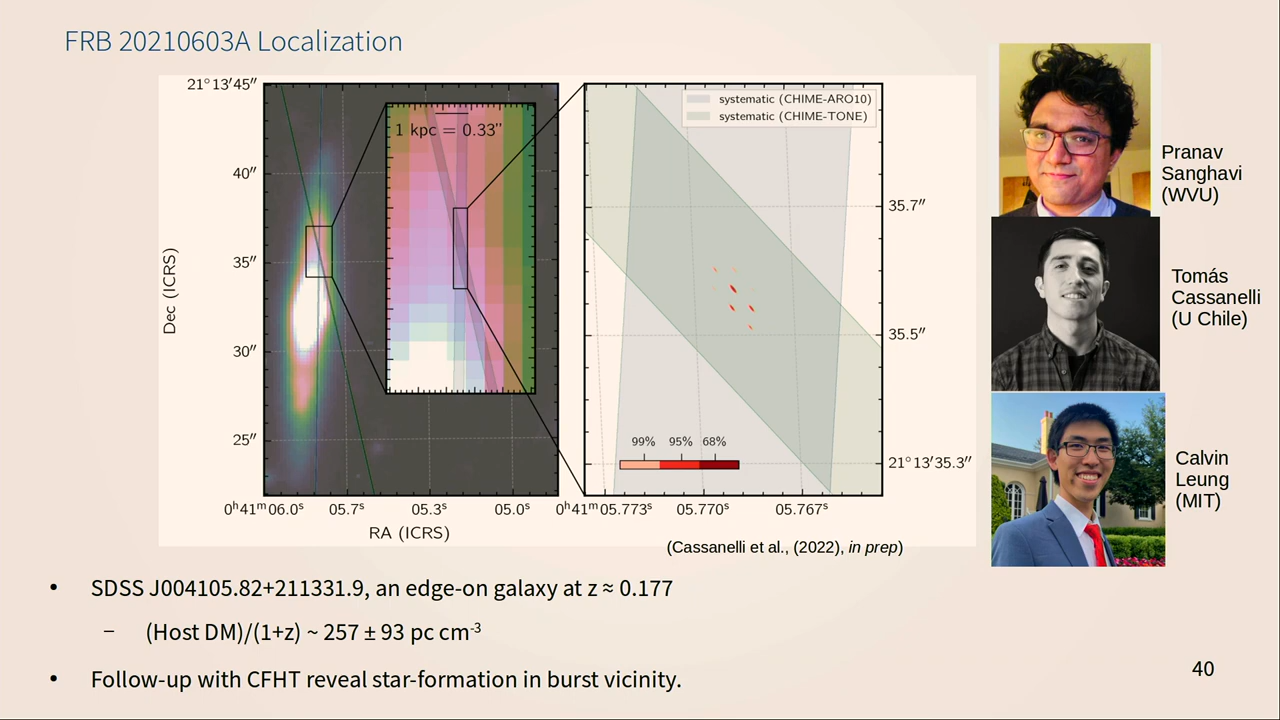 FRB 20210603A Localization
21°13′45″
40″
35″
30″
25″
Dec (ICRS)
1 kpc = 0.33″
0ʰ41ᵐ06.0ˢ
05.7ˢ
05.3ˢ
05.0ˢ
RA (ICRS)
systematic (CHIME-ARO10)
systematic (CHIME-TONE)
35.7″
35.5″
21°13′35.3″
99% 95% 68%
0ʰ41ᵐ05.773ˢ
05.770ˢ
05.767ˢ
(Cassanelli et al., (2022), in prep)
Pranav
Sanghavi
(WVU)
Tomás
Cassanelli
(U Chile)
Calvin
Leung
(MIT)
• SDSS J004105.82+211331.9, an edge-on galaxy at z ≈ 0.177
– (Host DM)/(1+z) ~ 257 ± 93 pc cm⁻³
• Follow-up with CFHT reveal star-formation in burst vicinity.
40